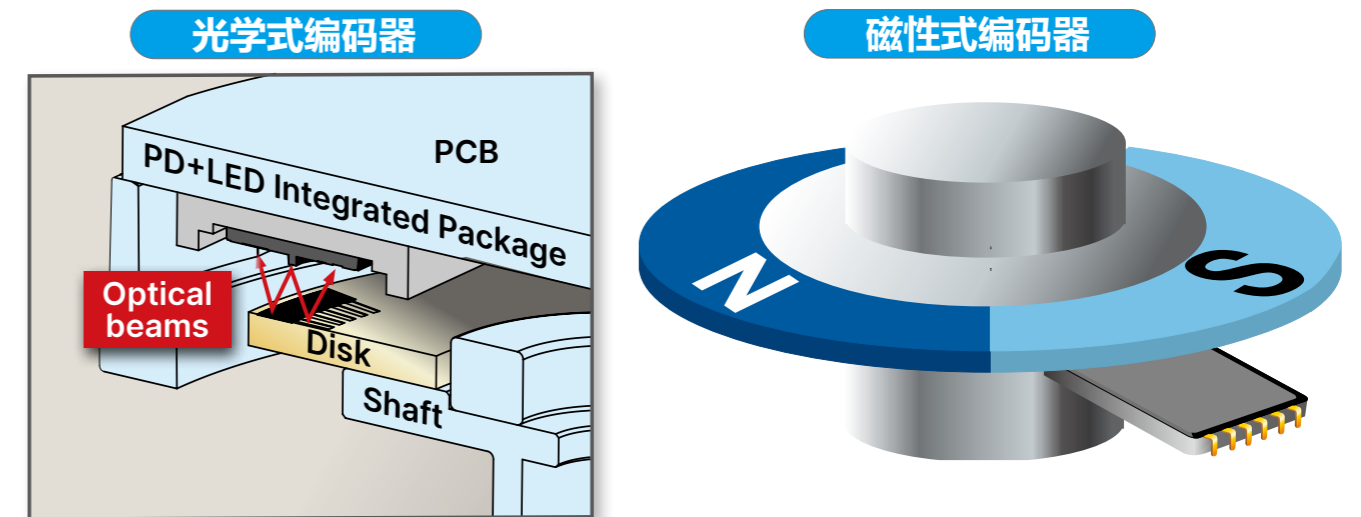 光学式编码器
磁性式编码器
PCB
PD+LED Integrated Package
Optical
beams
Disk
Shaft
N
S